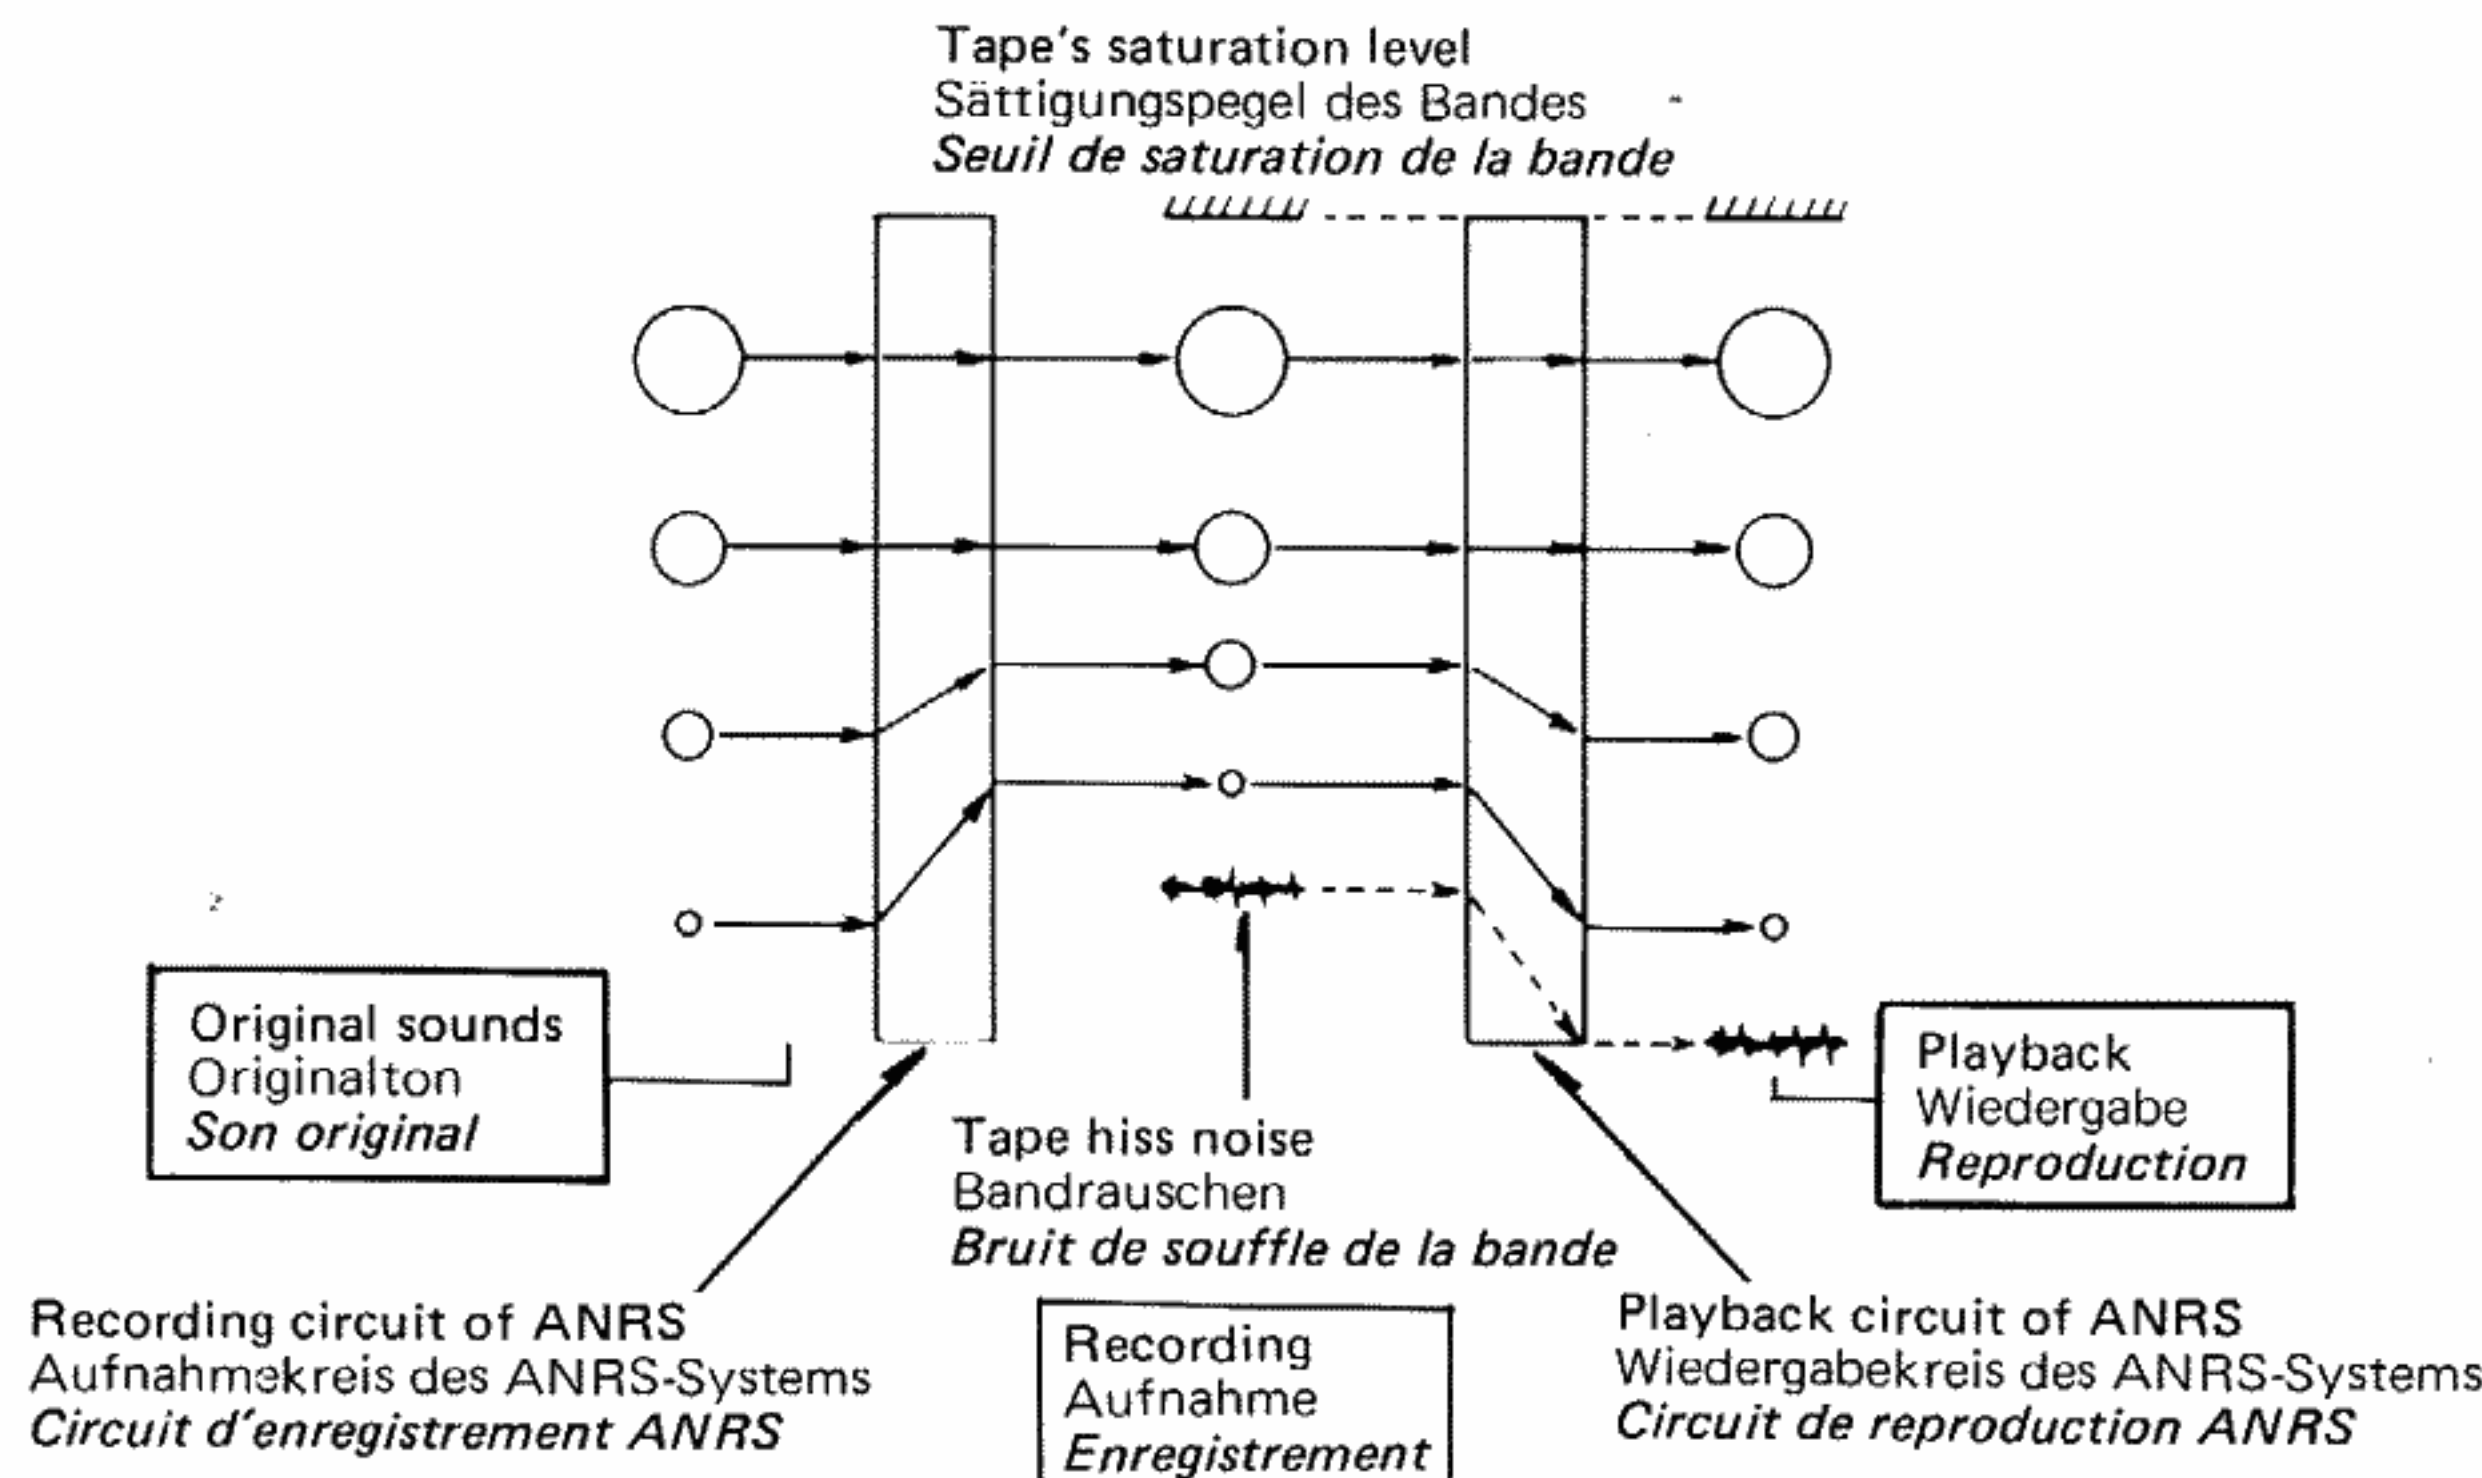 Tape's saturation level
Sättigungspegel des Bandes
Seuil de saturation de la bande
Original sounds
Originalton
Son original
Playback
Wiedergabe
Reproduction
Tape hiss noise
Bandrauschen
Bruit de souffle de la bande
Recording circuit of ANRS
Aufnahmekreis des ANRS-Systems
Circuit d'enregistrement ANRS
Recording
Aufnahme
Enregistrement
Playback circuit of ANRS
Wiedergabekreis des ANRS-Systems
Circuit de reproduction ANRS